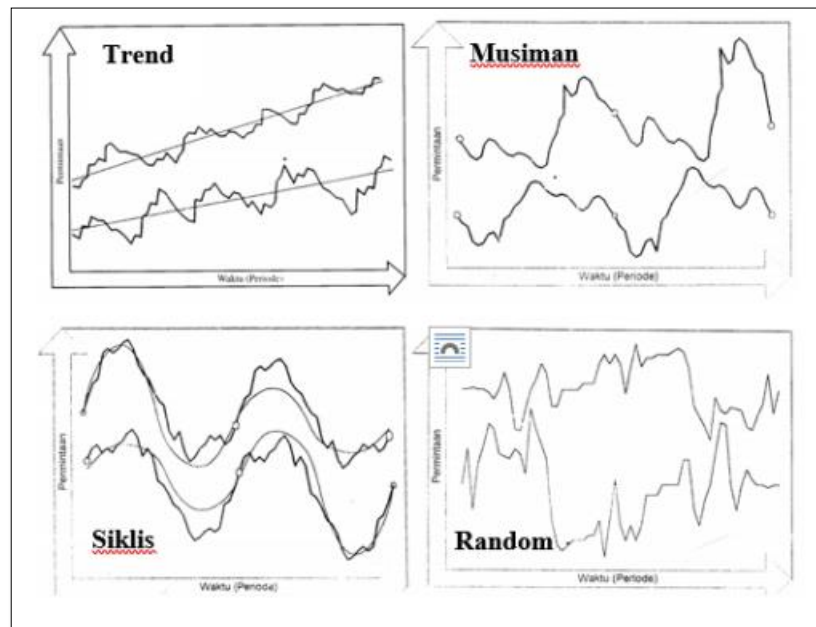 Trend
Permintaan
Waktu (Periode)
Musiman
Permintaan
Waktu (Periode)
Permintaan
Siklis
Waktu (Periode)
Permintaan
Random
Waktu (Periode)